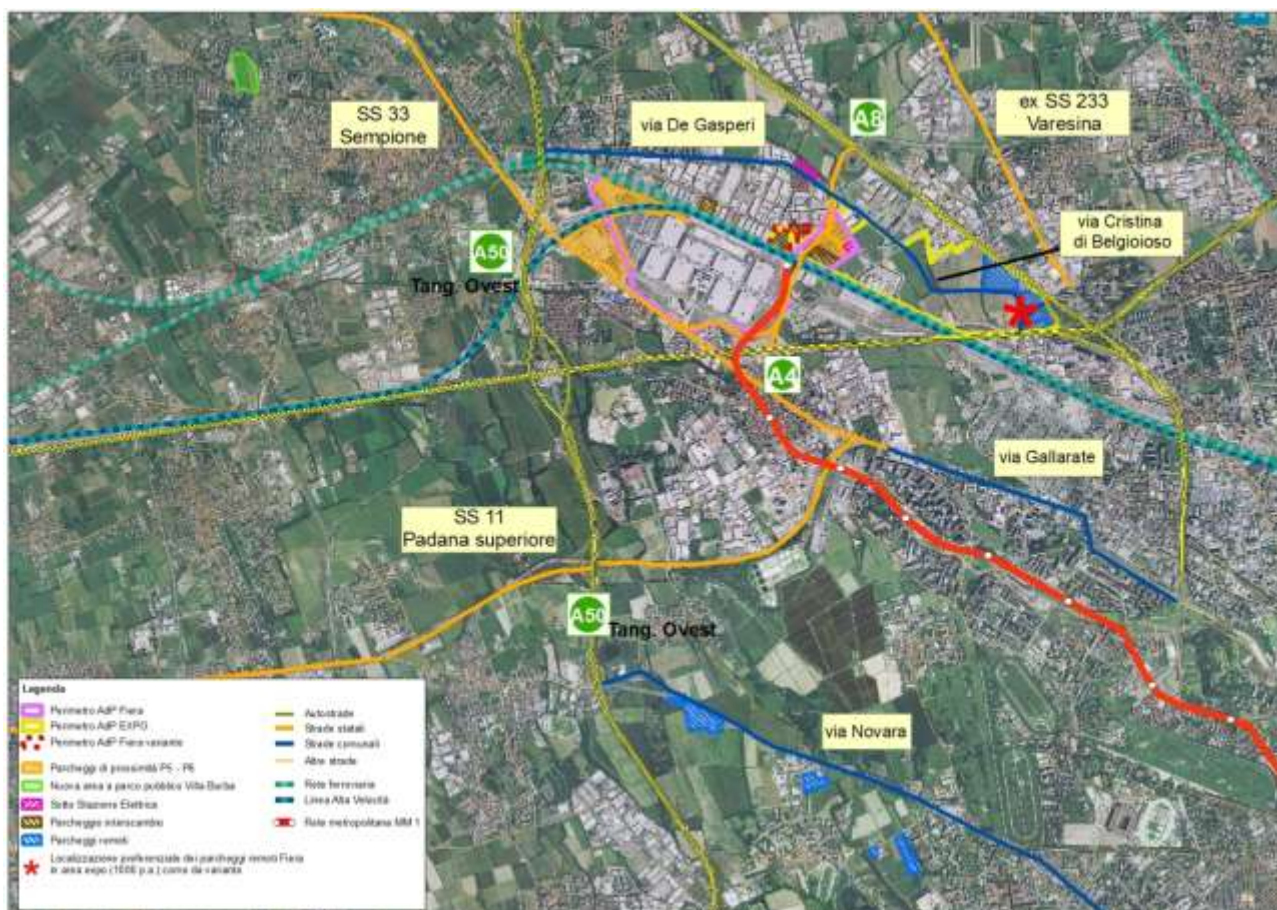 SS 33
Sempione
via De Gasperi
A8
ex SS 233
Varesina
via Cristina
di Belgioioso
A50
Tang. Ovest
A4
via Gallarate
SS 11
Padana superiore
A50
Tang. Ovest
via Novara
Legenda
Perimetro AdP Fiera
Perimetro AdP EXPO
Perimetro AdP Fiera variante
Parcheggi di prossimità P5 - P6
Nuova area a parco pubblico Villa Burba
Sotto Stazione Elettrica
Parcheggio interscambio
Parcheggi remoti
Localizzazione preferenziale dei parcheggi remoti Fiera
in area expo (1000 p.a.) come da variante
Autostrade
Strade statali
Strade comunali
Altre strade
Rete ferroviaria
Linea Alta Velocità
Rete metropolitana MM 1